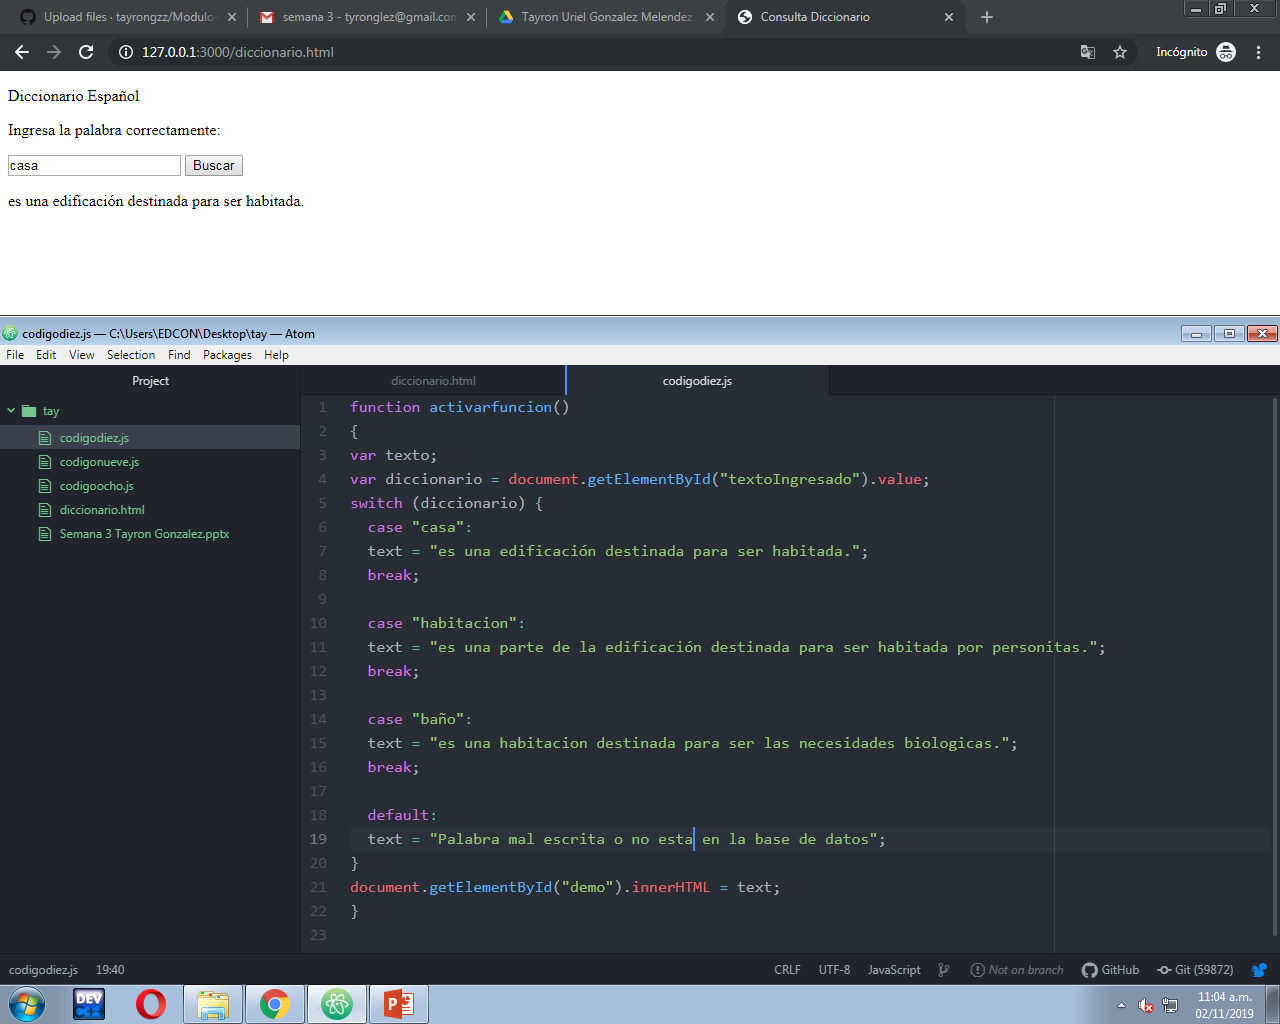 Upload files · tayrongzz/Modulo-
semana 3 - tyronglez@gmail.com
Tayron Uriel Gonzalez Melendez
Consulta Diccionario
127.0.0.1:3000/diccionario.html
Incógnito
Diccionario Español
Ingresa la palabra correctamente:
casa Buscar
es una edifícación destinada para ser habitada.
codigodiez.js — C:\Users\EDCON\Desktop\tay — Atom
File Edit View Selection Find Packages Help
Project
diccionario.html
codigodiez.js
tay
codigodiez.js
codigonueve.js
codigoocho.js
diccionario.html
Semana 3 Tayron Gonzalez.pptx
1 function activarfuncion()
2 {
3 var texto;
4 var diccionario = document.getElementById("textoIngresado").value;
5 switch (diccionario) {
6 case "casa":
7 text = "es una edificación destinada para ser habitada.";
8 break;
9
10 case "habitacion":
11 text = "es una parte de la edificación destinada para ser habitada por personitas.";
12 break;
13
14 case "baño":
15 text = "es una habitacion destinada para ser las necesidades biologicas.";
16 break;
17
18 default:
19 text = "Palabra mal escrita o no esta en la base de datos";
20 }
21 document.getElementById("demo").innerHTML = text;
22 }
23
codigodiez.js 19:40 CRLF UTF-8 JavaScript Not on branch GitHub Git (59872)
DEV C++
11:04 a.m.
02/11/2019